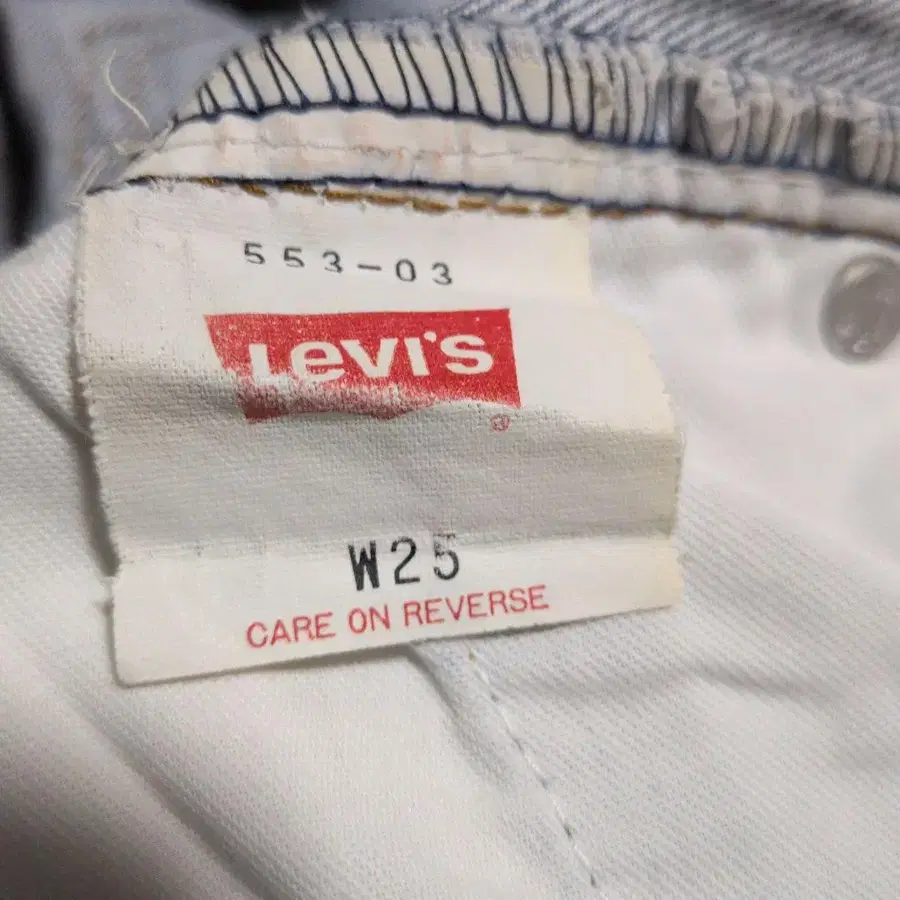 553-03
Levi's
®
W25
CARE ON REVERSE